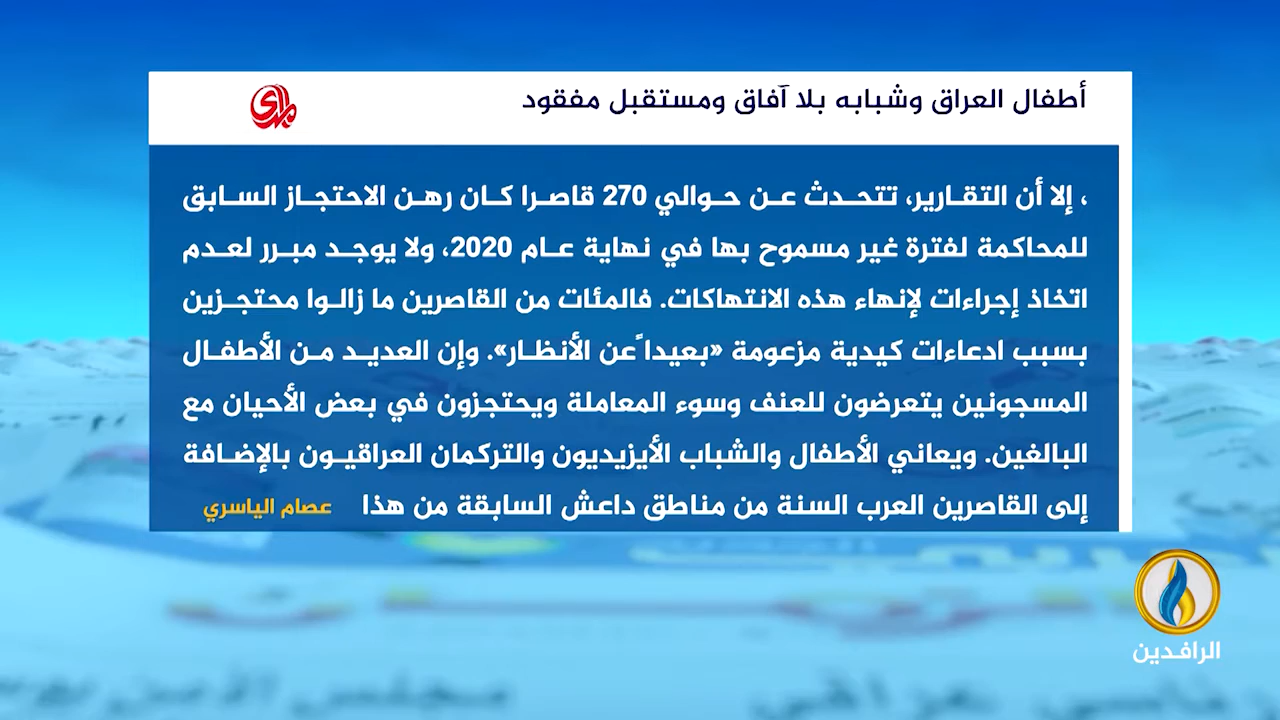 أطفال العراق وشبابه بلا آفاق ومستقبل مفقود
المدى
، إلا أن التقارير، تتحدث عن حوالي 270 قاصرا كان رهن الاحتجاز السابق
للمحاكمة لفترة غير مسموح بها في نهاية عام 2020، ولا يوجد مبرر لعدم
اتخاذ إجراءات لإنهاء هذه الانتهاكات. فالمئات من القاصرين ما زالوا محتجزين
بسبب ادعاءات كيدية مزعومة «بعيدا ًعن الأنظار». وإن العديد من الأطفال
المسجونين يتعرضون للعنف وسوء المعاملة ويحتجزون في بعض الأحيان مع
البالغين. ويعاني الأطفال والشباب الأيزيديون والتركمان العراقيون بالإضافة
إلى القاصرين العرب السنة من مناطق داعش السابقة من هذا
عصام الياسري
الرافدين
مجلس الأمن